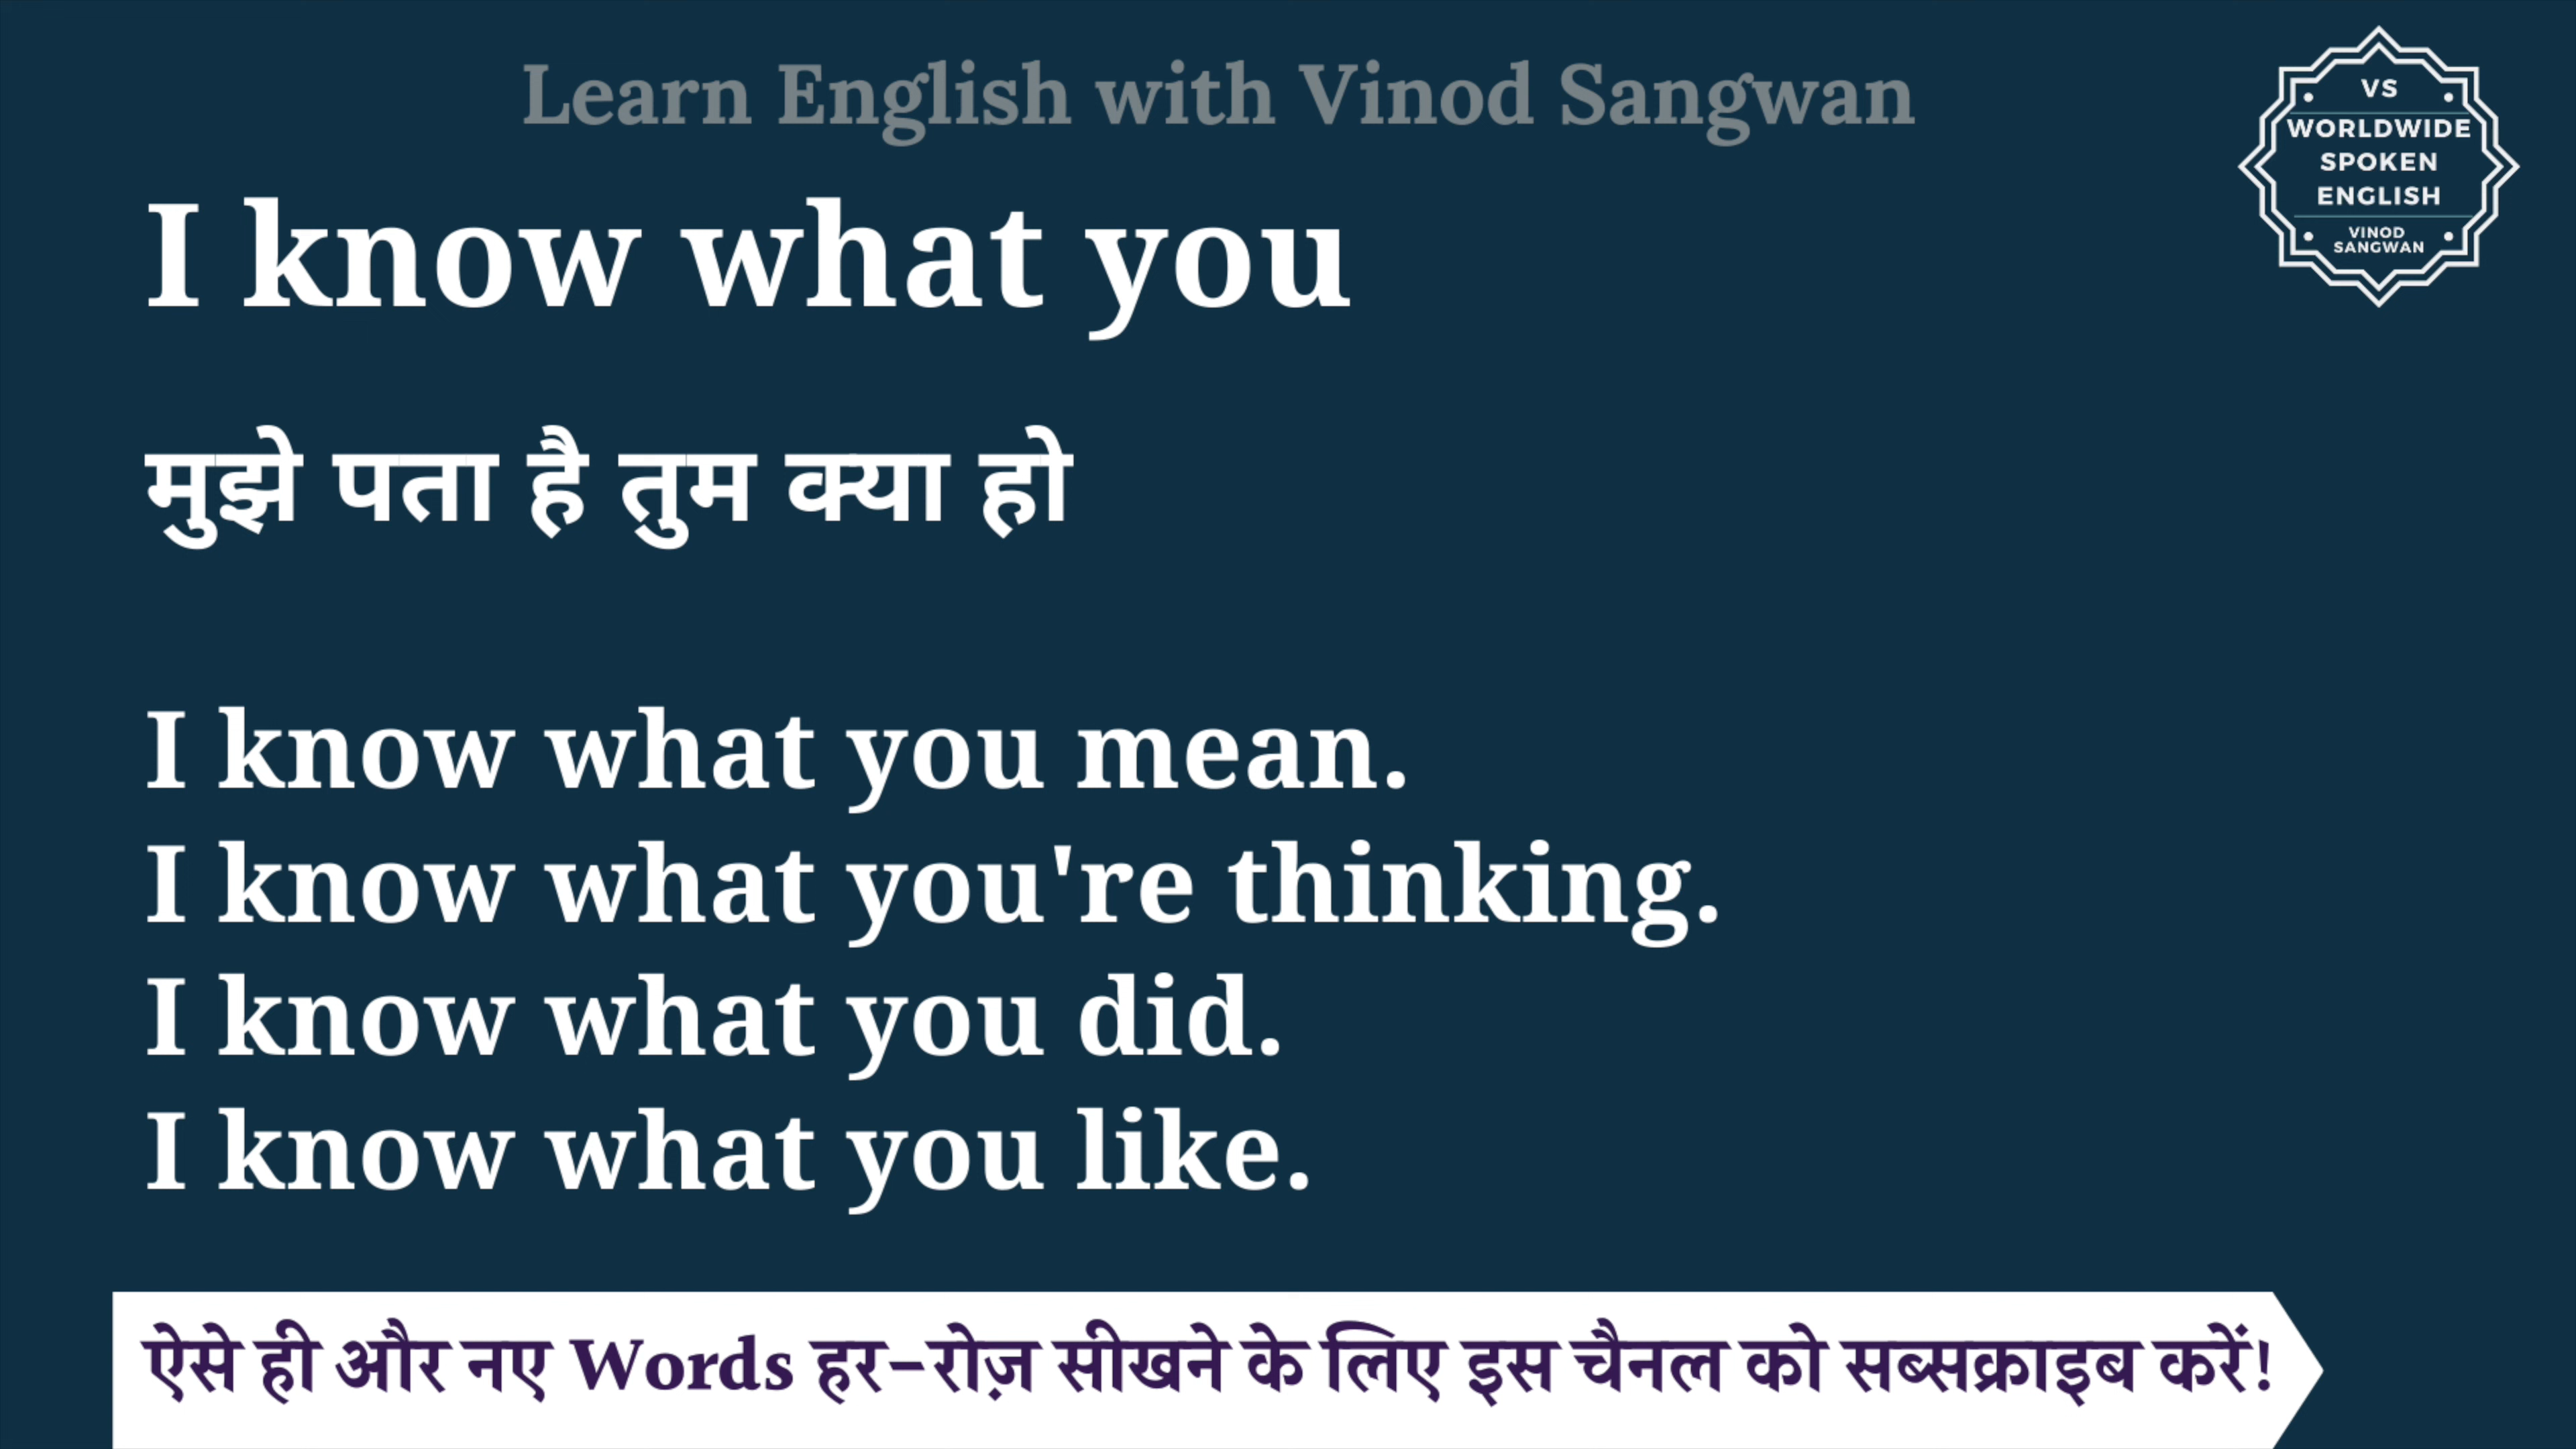 Learn English with Vinod Sangwan
VS
WORLDWIDE
SPOKEN
ENGLISH
VINOD
SANGWAN
I know what you
मुझे पता है तुम क्या हो
I know what you mean.
I know what you're thinking.
I know what you did.
I know what you like.
ऐसे ही और नए Words हर-रोज़ सीखने के लिए इस चैनल को सब्सक्राइब करें!